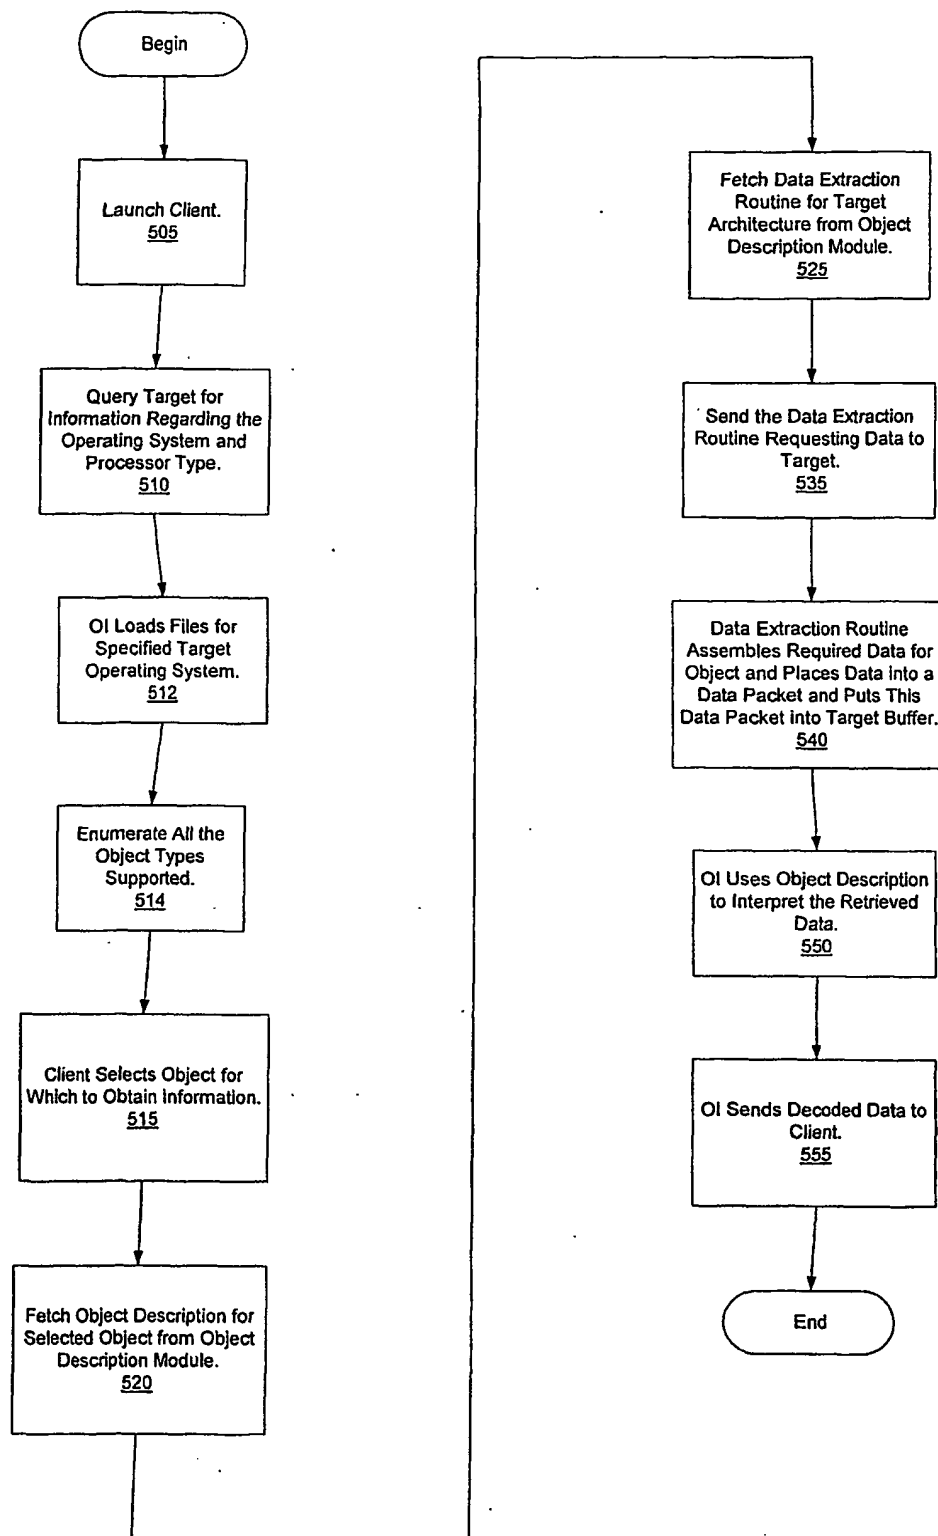 Begin
Launch Client.
505
Query Target for
Information Regarding the
Operating System and
Processor Type.
510
OI Loads Files for
Specified Target
Operating System.
512
Enumerate All the
Object Types
Supported.
514
Client Selects Object for
Which to Obtain Information.
515
Fetch Object Description for
Selected Object from Object
Description Module.
520
Fetch Data Extraction
Routine for Target
Architecture from Object
Description Module.
525
Send the Data Extraction
Routine Requesting Data to
Target.
535
Data Extraction Routine
Assembles Required Data for
Object and Places Data into a
Data Packet and Puts This
Data Packet into Target Buffer.
540
OI Uses Object Description
to Interpret the Retrieved
Data.
550
OI Sends Decoded Data to
Client.
555
End